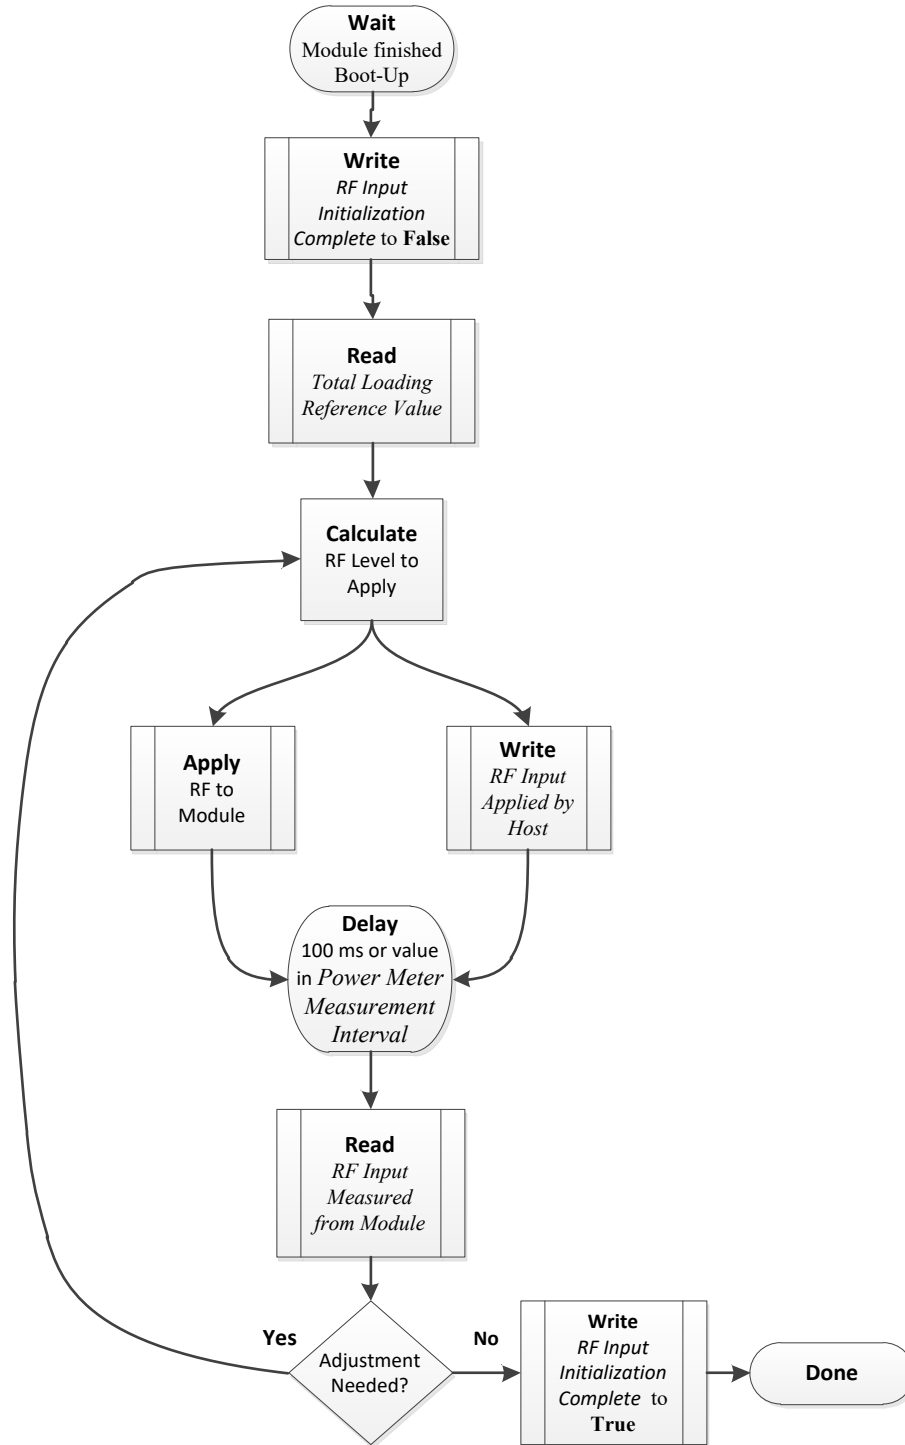 Wait
Module finished
Boot-Up
Write
RF Input
Initialization
Complete to False
Read
Total Loading
Reference Value
Calculate
RF Level to
Apply
Apply
RF to
Module
Write
RF Input
Applied by
Host
Delay
100 ms or value
in Power Meter
Measurement
Interval
Read
RF Input
Measured
from Module
Adjustment
Needed?
Yes
No
Write
RF Input
Initialization
Complete to
True
Done